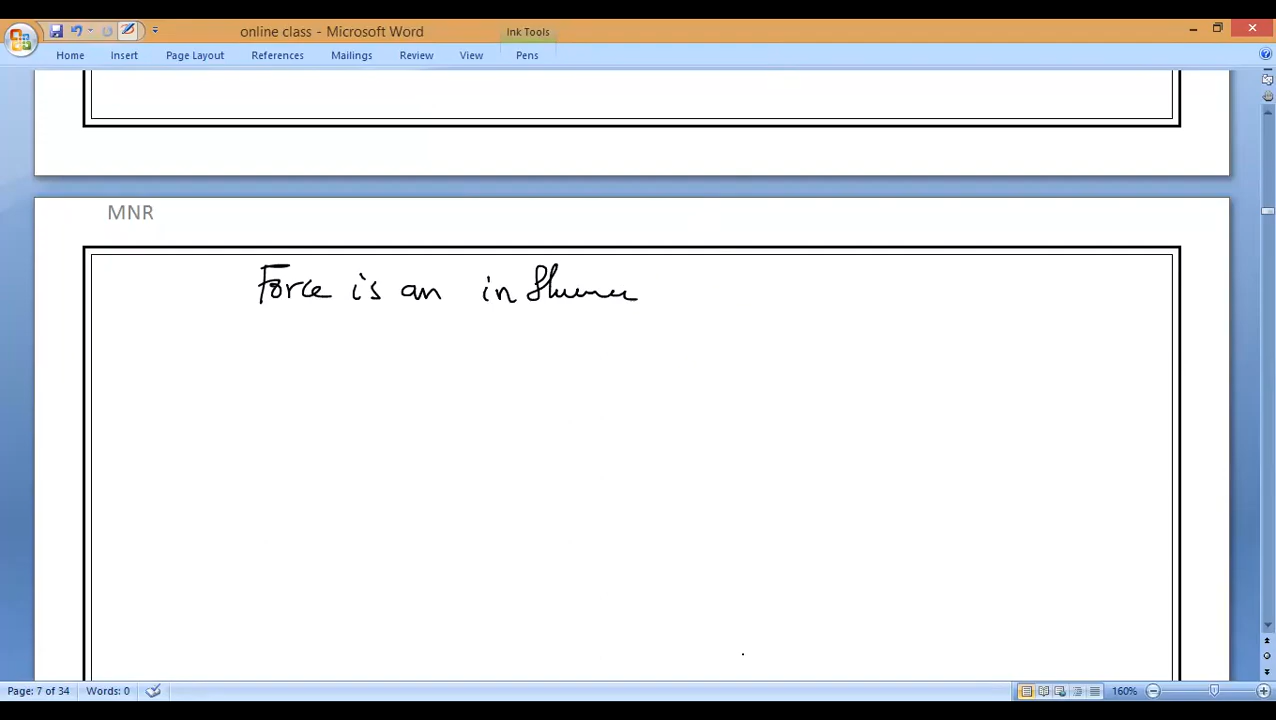 online class - Microsoft Word
Ink Tools
Home
Insert
Page Layout
References
Mailings
Review
View
Pens
MNR
Force is an influence
Page: 7 of 34
Words: 0
160%